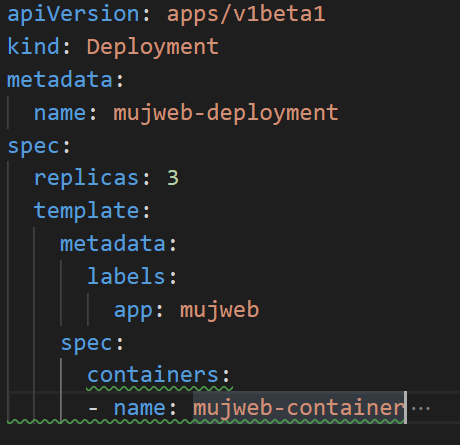 apiVersion: apps/v1beta1
kind: Deployment
metadata:
  name: mujweb-deployment
spec:
  replicas: 3
  template:
    metadata:
      labels:
        app: mujweb
    spec:
      containers:
      - name: mujweb-container···